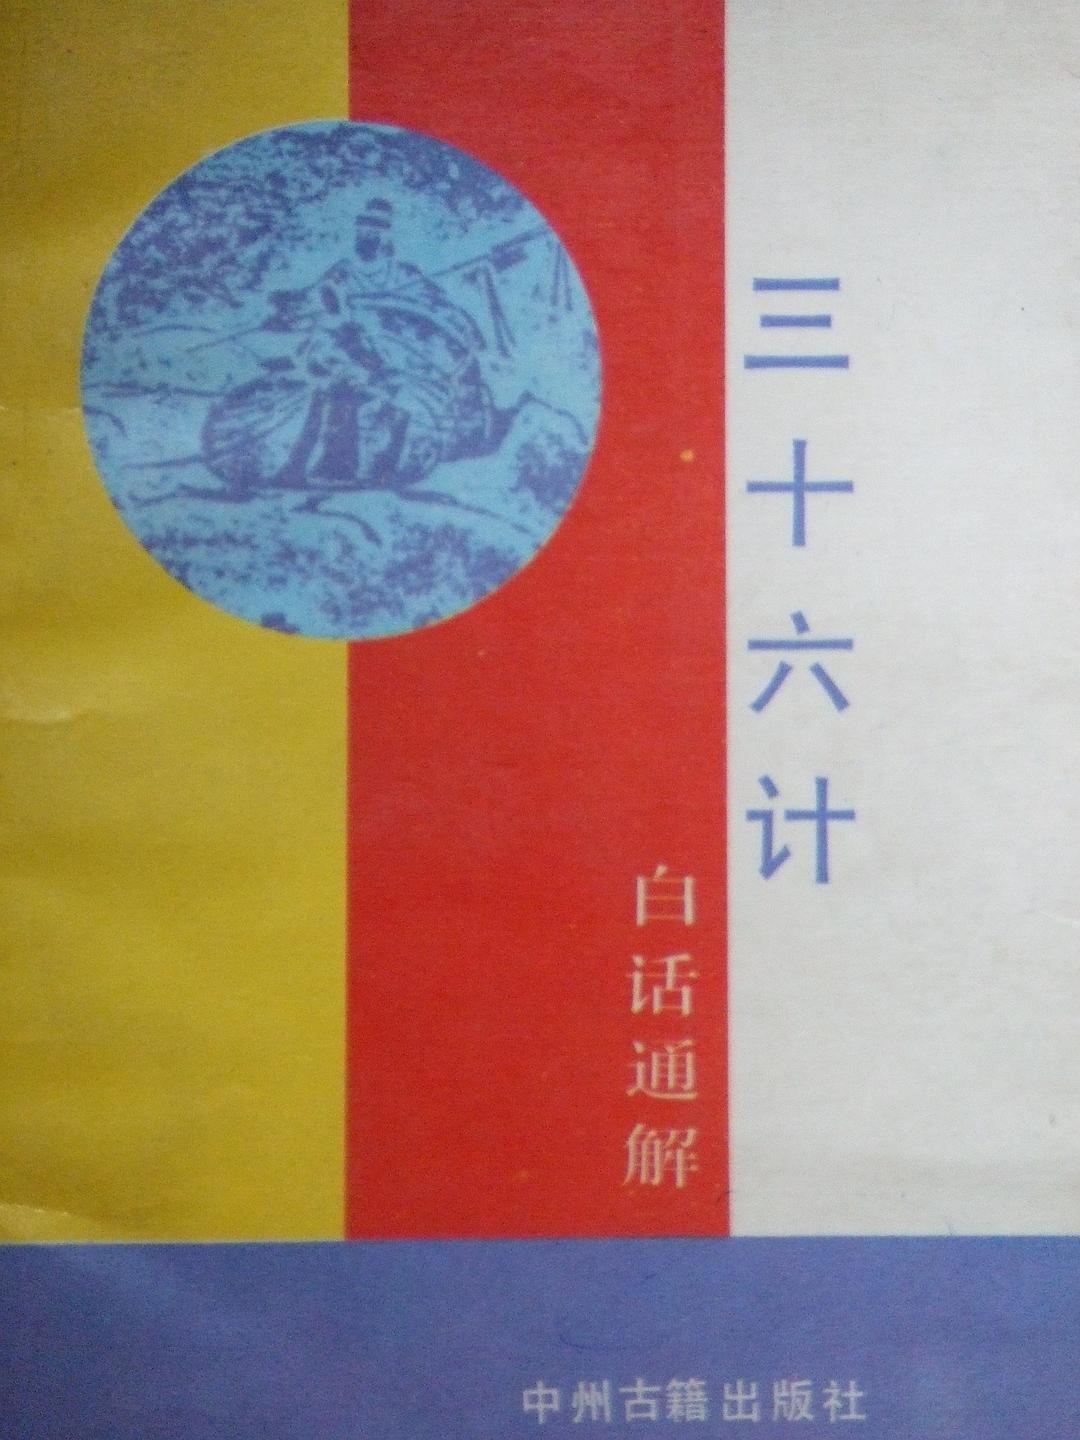 三十六计
白话通解
中州古籍出版社